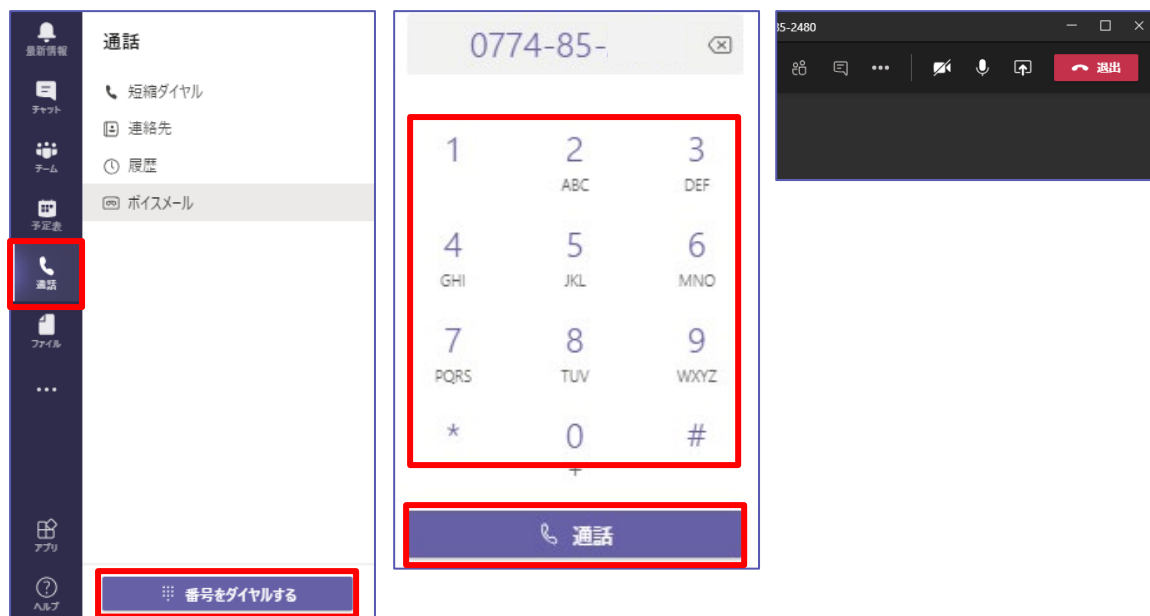 最新情報
チャット
チーム
予定表
通話
ファイル
アプリ
ヘルプ
通話
短縮ダイヤル
連絡先
履歴
ボイスメール
番号をダイヤルする
0774-85-
1 2 3
ABC DEF
4 5 6
GHI JKL MNO
7 8 9
PQRS TUV WXYZ
* 0 #
+
通話
5-2480
退出